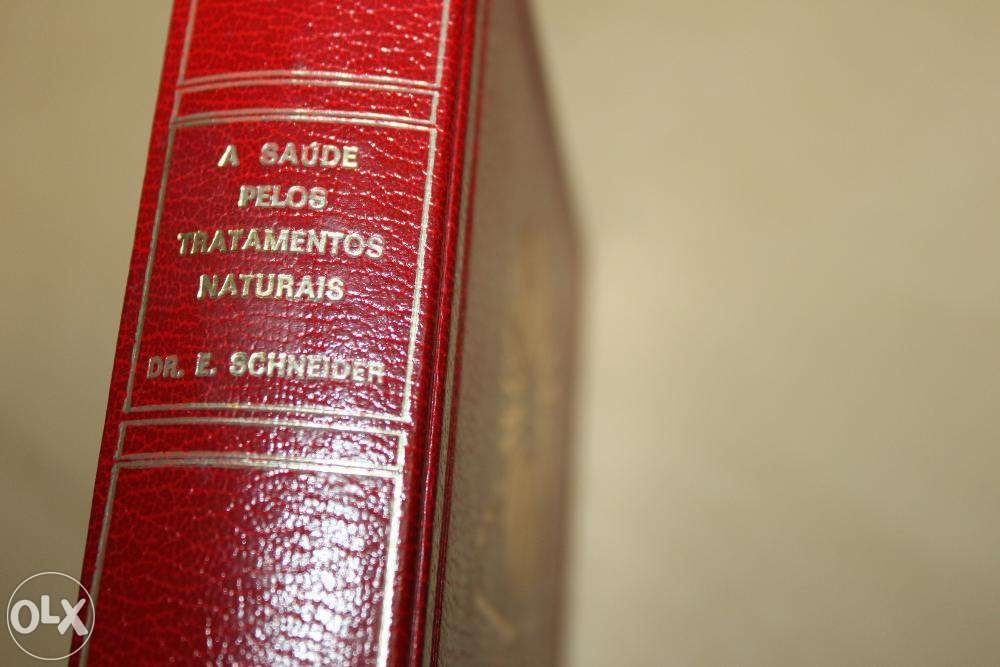 A SAÚDE
PELOS
TRATAMENTOS
NATURAIS
DR. E. SCHNEIDER
OLX